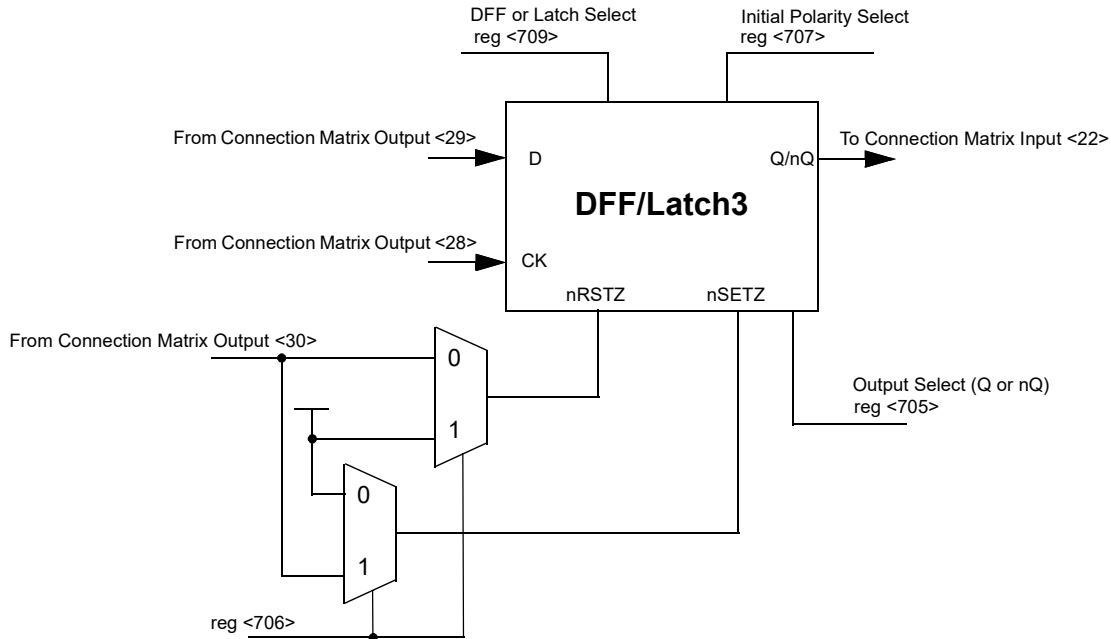 DFF or Latch Select
reg <709>
Initial Polarity Select
reg <707>
From Connection Matrix Output <29>
D
Q/nQ
To Connection Matrix Input <22>
DFF/Latch3
From Connection Matrix Output <28>
CK
nRSTZ
nSETZ
From Connection Matrix Output <30>
0
1
Output Select (Q or nQ)
reg <705>
0
1
reg <706>